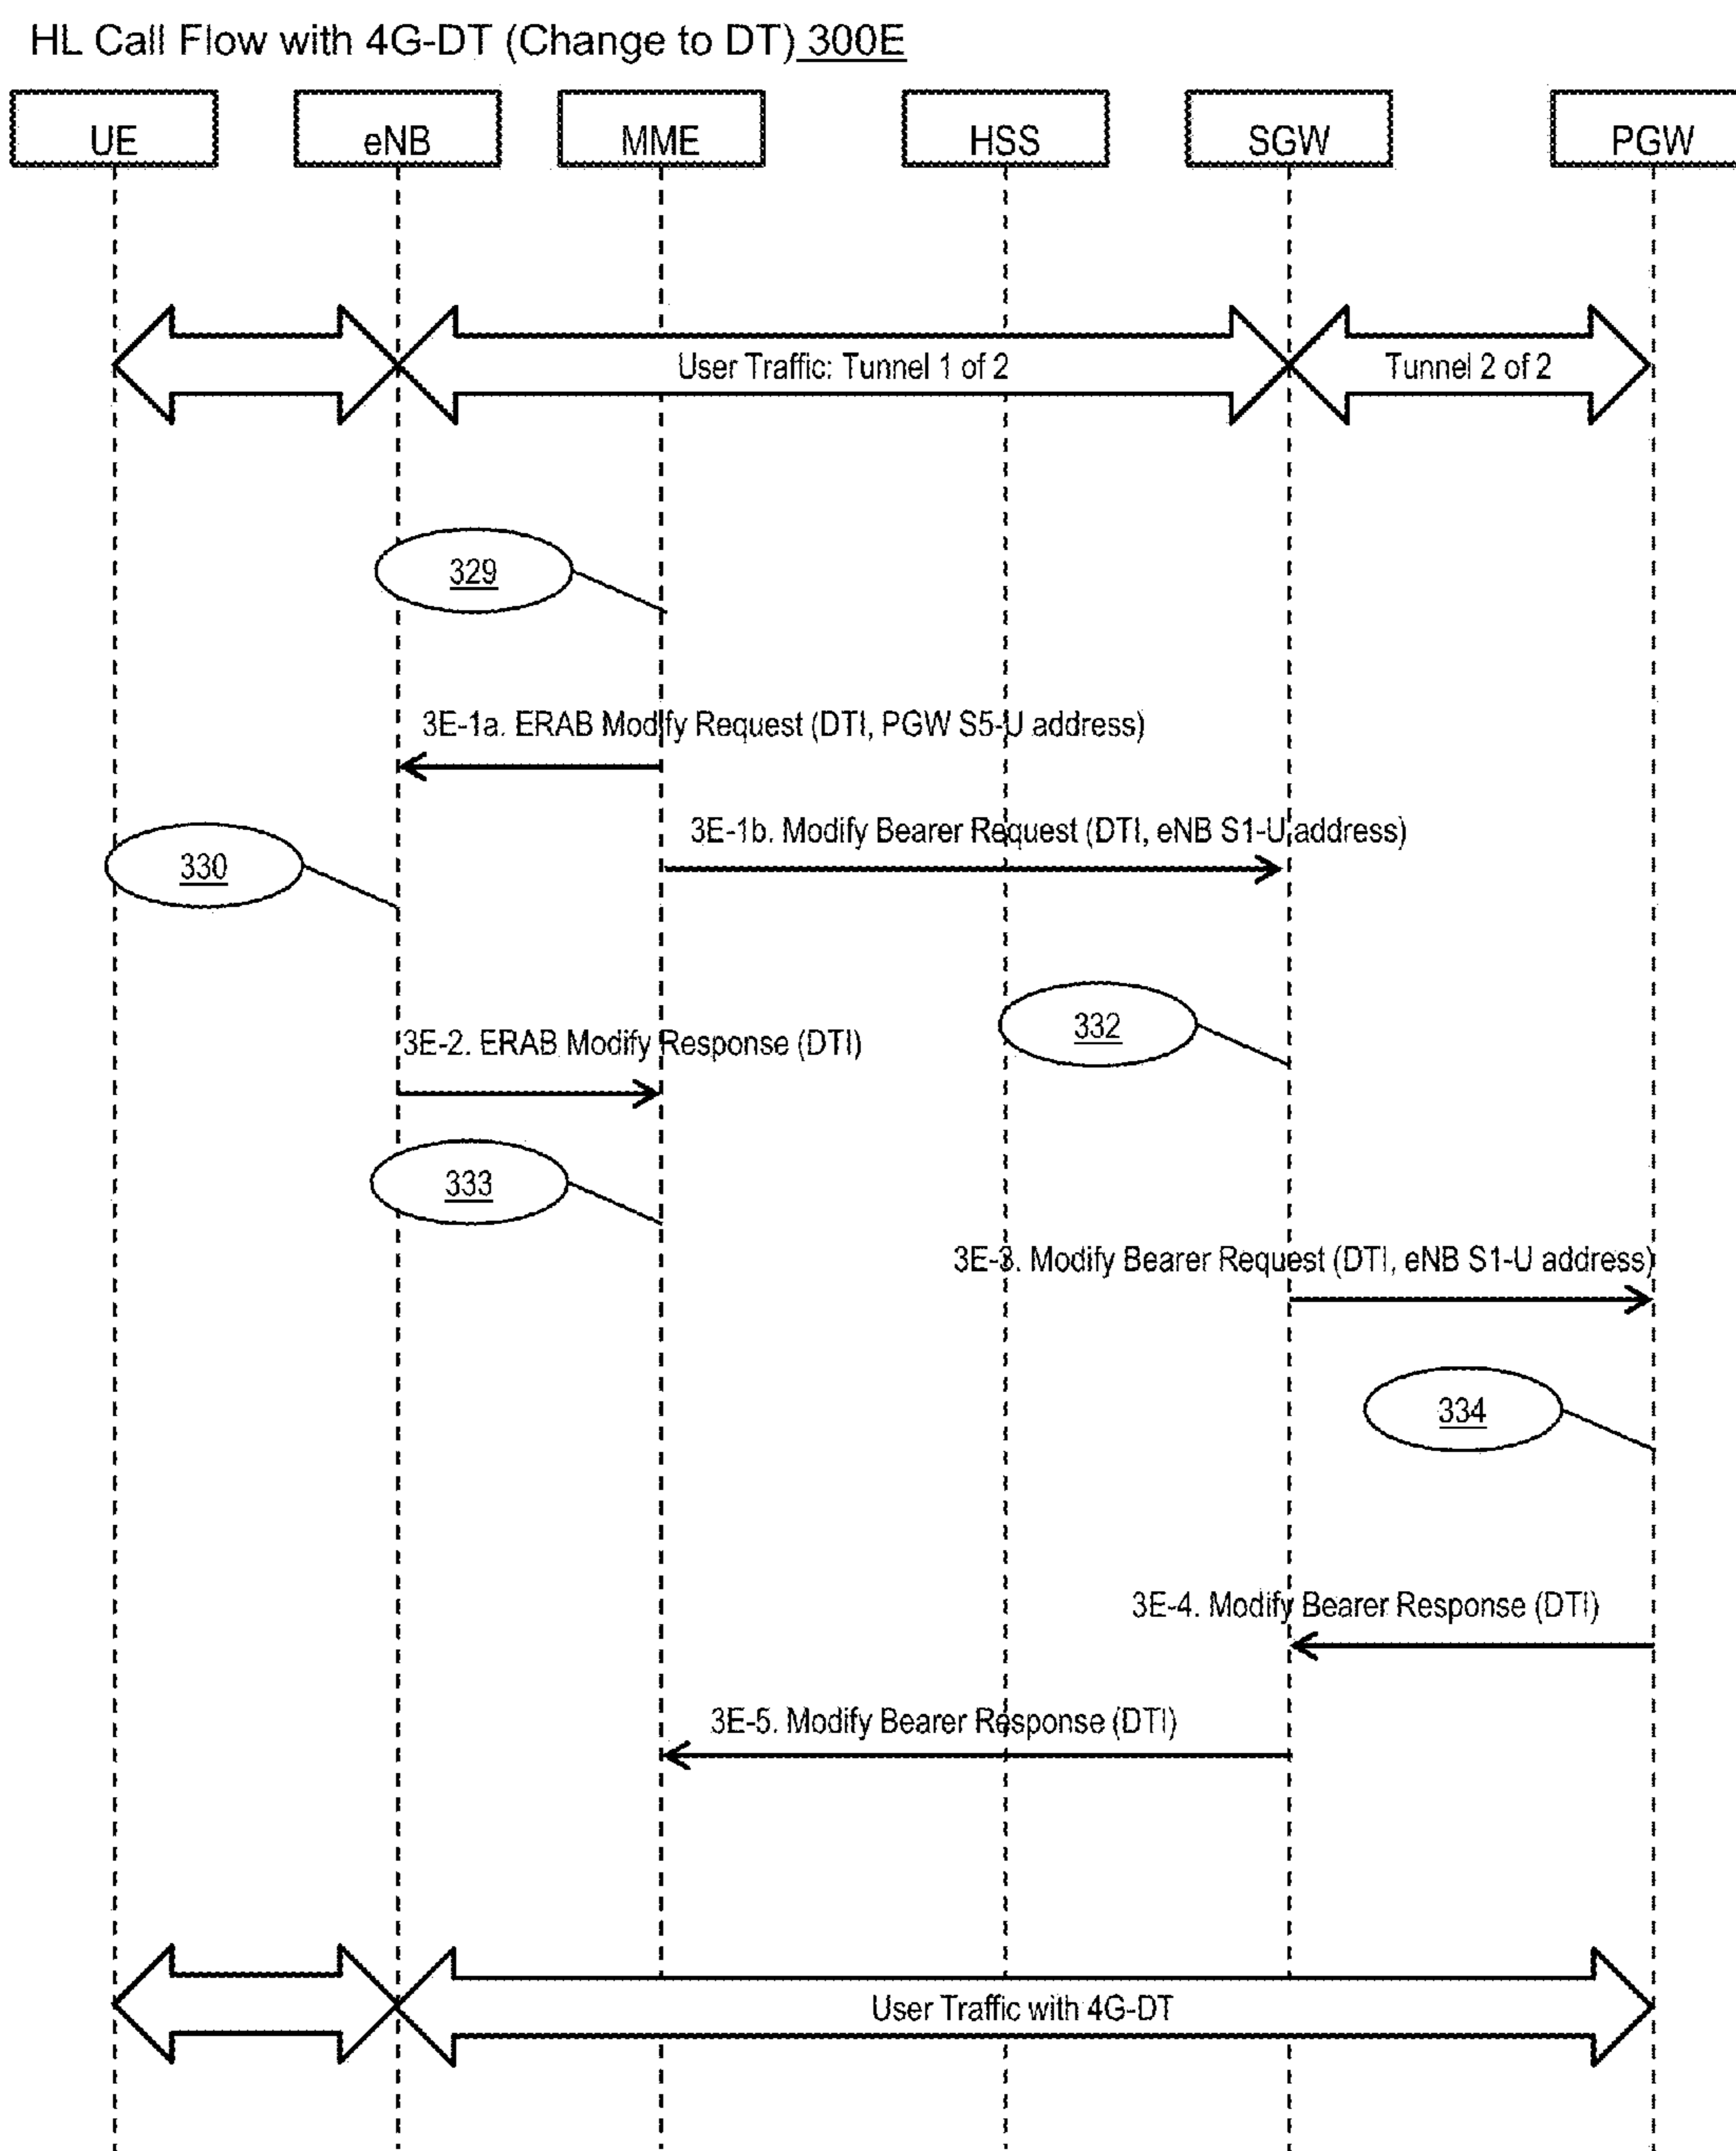 HL Call Flow with 4G-DT (Change to DT) 300E
UE eNB MME HSS SGW PGW
User Traffic: Tunnel 1 of 2
Tunnel 2 of 2
329
3E-1a. ERAB Modify Request (DTI, PGW S5-U address)
3E-1b. Modify Bearer Request (DTI, eNB S1-U address)
330
332
3E-2. ERAB Modify Response (DTI)
333
3E-3. Modify Bearer Request (DTI, eNB S1-U address)
334
3E-4. Modify Bearer Response (DTI)
3E-5. Modify Bearer Response (DTI)
User Traffic with 4G-DT